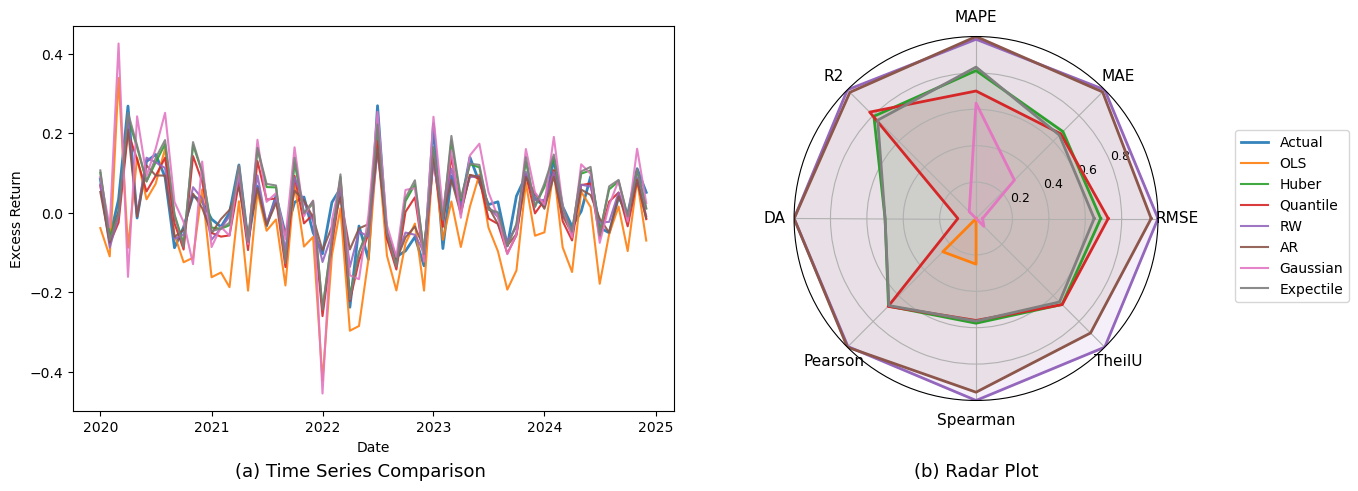 MAPE
R2
MAE
DA
RMSE
0.2
0.4
0.6
0.8
Pearson
TheilU
Spearman
0.4
0.2
0.0
−0.2
−0.4
Excess Return
2020
2021
2022
2023
2024
2025
Date
Actual
OLS
Huber
Quantile
RW
AR
Gaussian
Expectile
(a) Time Series Comparison
(b) Radar Plot